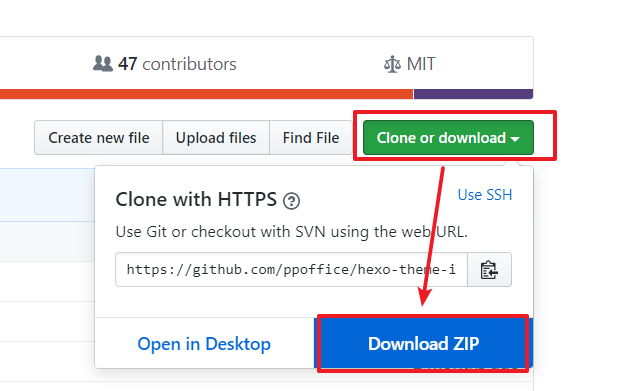 47 contributors
MIT
Create new file
Upload files
Find File
Clone or download
Clone with HTTPS
Use SSH
Use Git or checkout with SVN using the web URL.
https://github.com/ppoffice/hexo-theme-i
Open in Desktop
Download ZIP